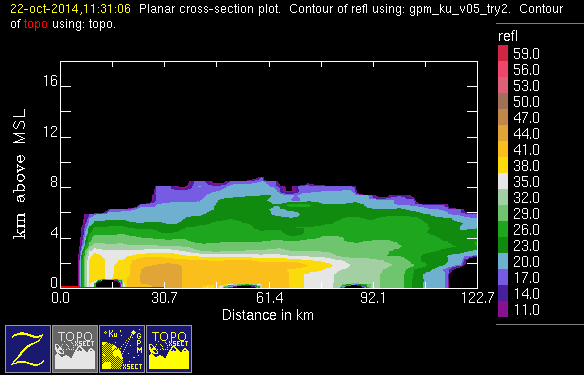 22-oct-2014,11:31:06 Planar cross-section plot. Contour of refl using: gpm_ku_v05_try2. Contour
of topo using: topo.
refl
59.0
56.0
53.0
50.0
47.0
44.0
41.0
38.0
35.0
32.0
29.0
26.0
23.0
20.0
17.0
14.0
11.0
km above MSL
16
12
8
4
0
0.0 30.7 61.4 92.1 122.7
Distance in km
Z
TOPO
XSECT
"Ku"
GPM
XSECT
TOPO
XSECT